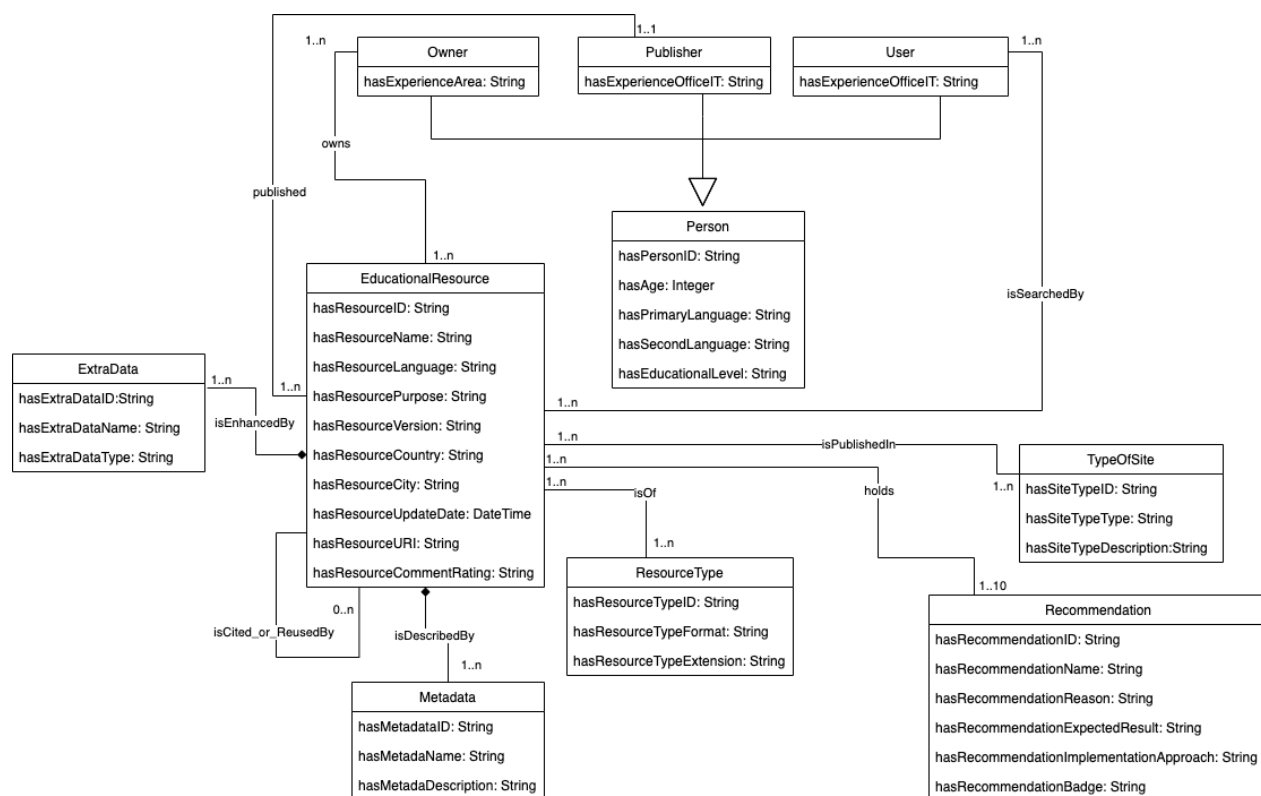 1..n
1..1
1..n
Owner
hasExperienceArea: String
Publisher
hasExperienceOfficeIT: String
User
hasExperienceOfficeIT: String
owns
published
Person
hasPersonID: String
hasAge: Integer
hasPrimaryLanguage: String
hasSecondLanguage: String
hasEducationalLevel: String
isSearchedBy
1..n
EducationalResource
hasResourceID: String
hasResourceName: String
hasResourceLanguage: String
hasResourcePurpose: String
hasResourceVersion: String
hasResourceCountry: String
hasResourceCity: String
hasResourceUpdateDate: DateTime
hasResourceURI: String
hasResourceCommentRating: String
ExtraData
hasExtraDataID:String
hasExtraDataName: String
hasExtraDataType: String
1..n
1..n
isEnhancedBy
1..n
1..n
isPublishedIn
1..n
1..n
isOf
holds
1..n
TypeOfSite
hasSiteTypeID: String
hasSiteTypeType: String
hasSiteTypeDescription:String
1..n
ResourceType
hasResourceTypeID: String
hasResourceTypeFormat: String
hasResourceTypeExtension: String
1..10
Recommendation
hasRecommendationID: String
hasRecommendationName: String
hasRecommendationReason: String
hasRecommendationExpectedResult: String
hasRecommendationImplementationApproach: String
hasRecommendationBadge: String
0..n
isCited_or_ReusedBy
isDescribedBy
1..n
Metadata
hasMetadataID: String
hasMetadaName: String
hasMetadaDescription: String